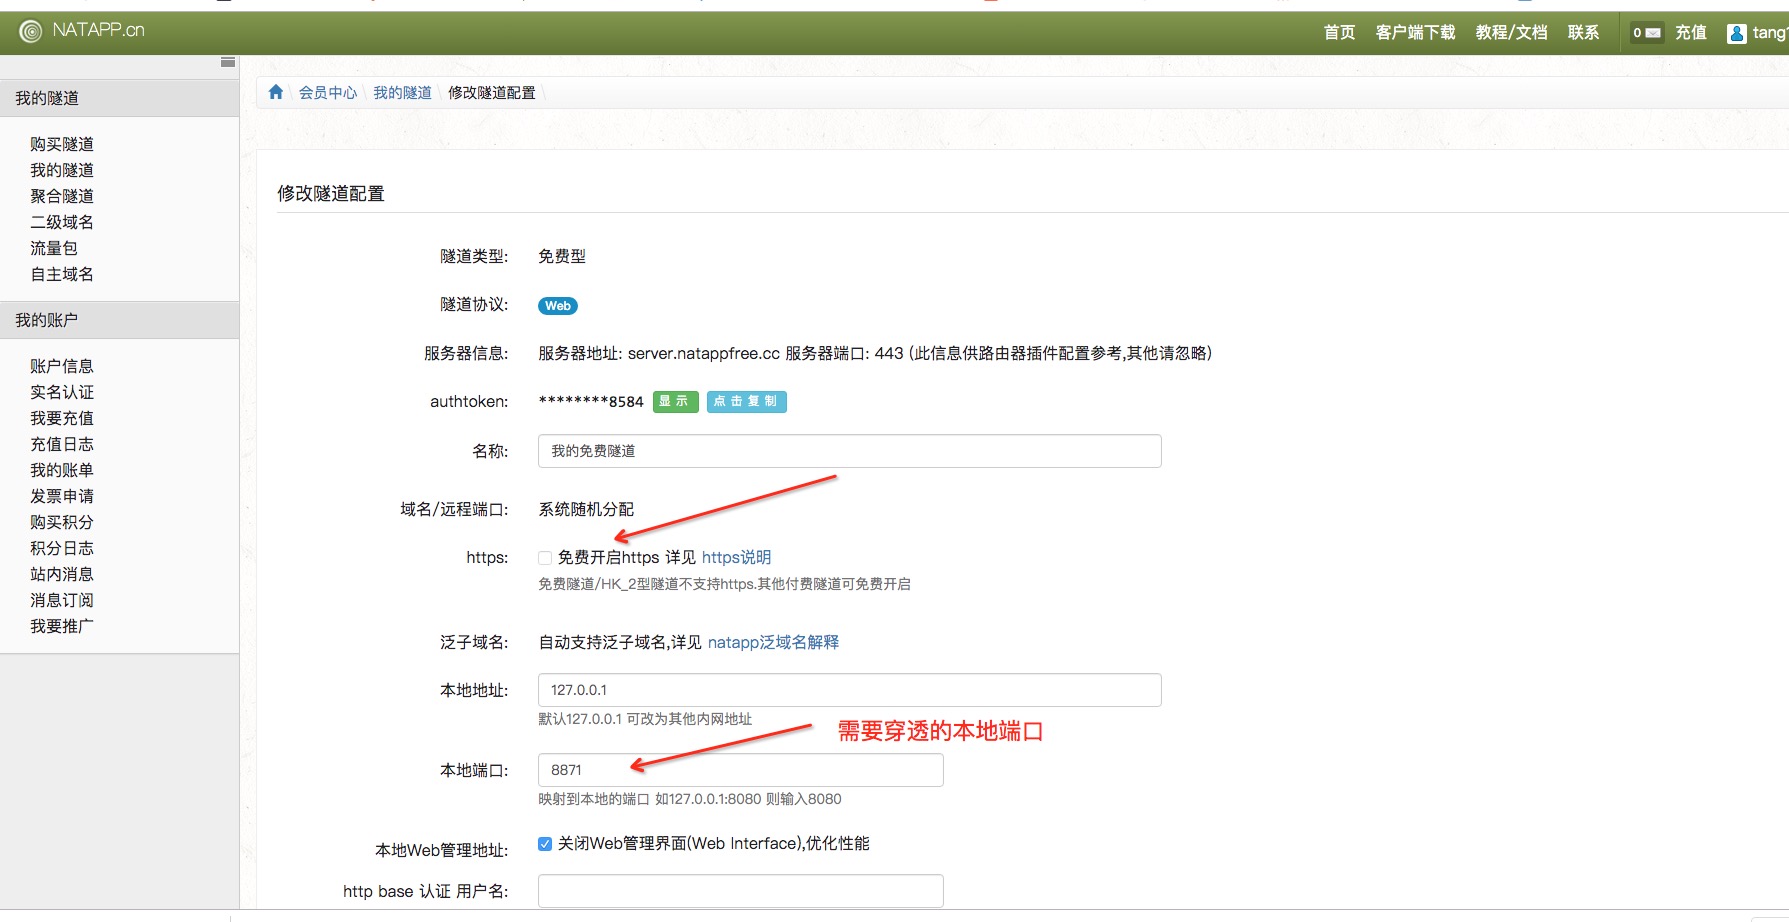 NATAPP.cn
首页 客户端下载 教程/文档 联系 0 充值 tang
我的隧道
购买隧道
我的隧道
聚合隧道
二级域名
流量包
自主域名
我的账户
账户信息
实名认证
我要充值
充值日志
我的账单
发票申请
购买积分
积分日志
站内消息
消息订阅
我要推广
会员中心 \ 我的隧道 \ 修改隧道配置 \
修改隧道配置
隧道类型: 免费型
隧道协议: Web
服务器信息: 服务器地址: server.natappfree.cc 服务器端口: 443 (此信息供路由器插件配置参考,其他请忽略)
authtoken: ********8584 显示 点击复制
名称: 我的免费隧道
域名/远程端口: 系统随机分配
https: 免费开启https 详见 https说明
免费隧道/HK_2型隧道不支持https.其他付费隧道可免费开启
泛子域名: 自动支持泛子域名,详见 natapp泛域名解释
本地地址: 127.0.0.1
默认127.0.0.1 可改为其他内网地址
需要穿透的本地端口
本地端口: 8871
映射到本地的端口 如127.0.0.1:8080 则输入8080
本地Web管理地址: 关闭Web管理界面(Web Interface),优化性能
http base 认证 用户名: